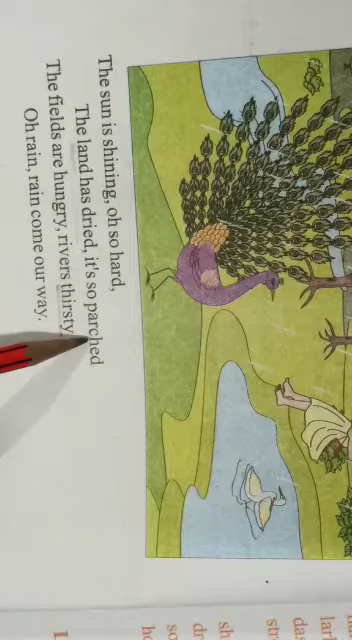 The sun is shining, oh so hard,
The land has dried, it's so parched
The fields are hungry, rivers thirsty
Oh rain, rain come our way.